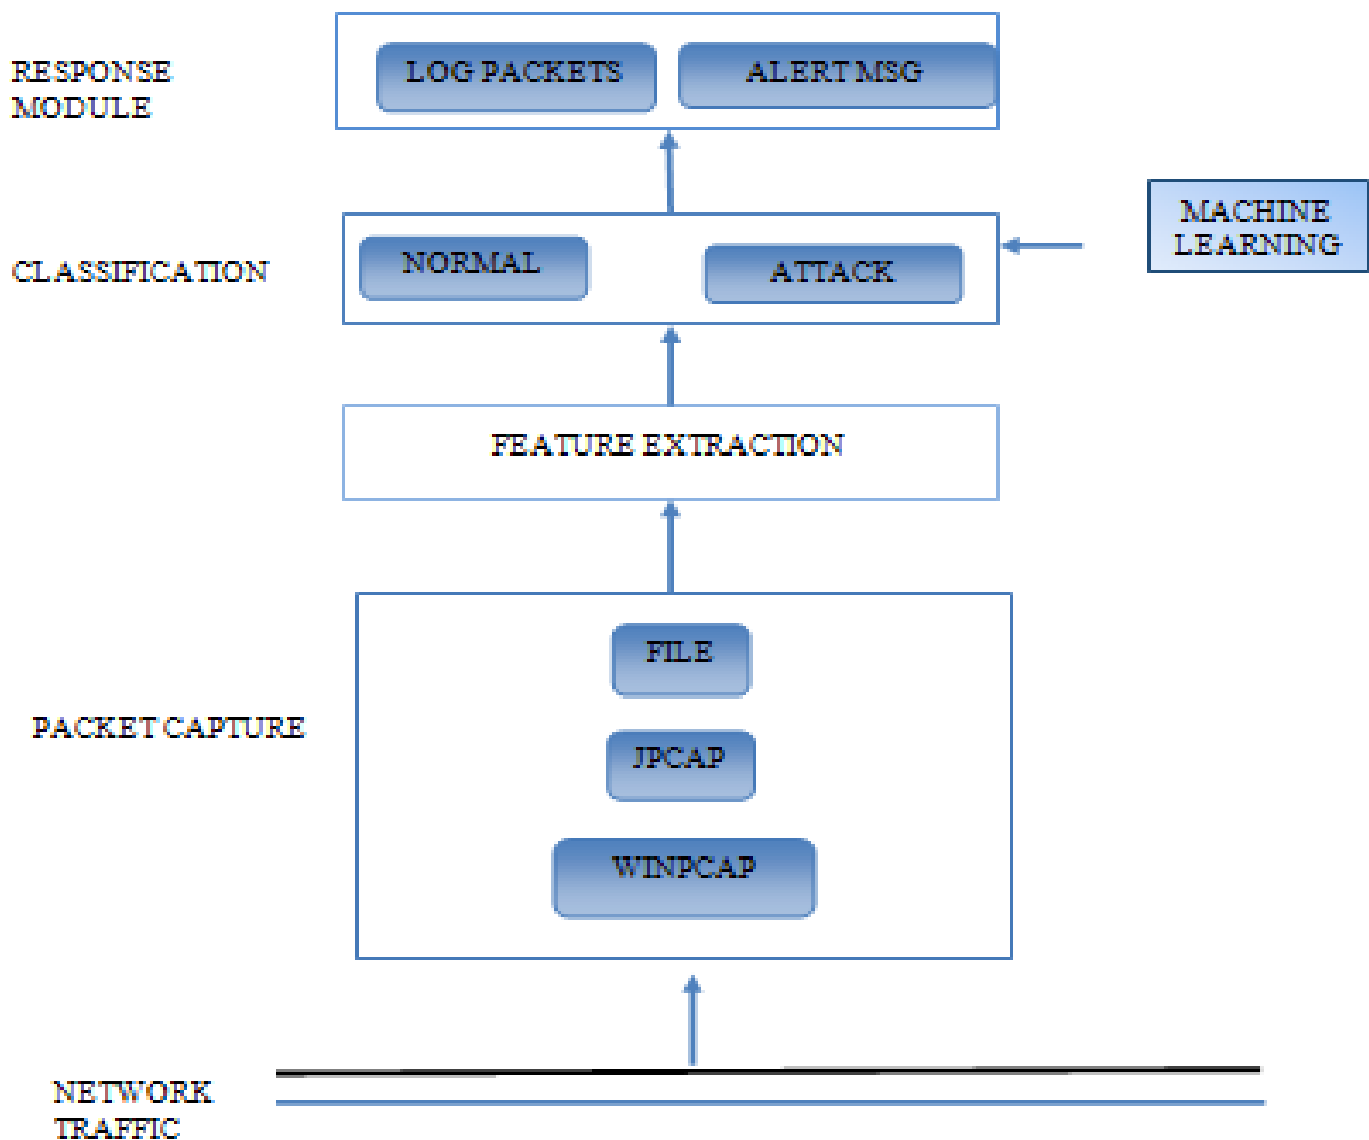 RESPONSE
MODULE
LOG PACKETS
ALERT MSG
CLASSIFICATION
NORMAL
ATTACK
MACHINE
LEARNING
FEATURE EXTRACTION
PACKET CAPTURE
FILE
JPCAP
WINPCAP
NETWORK
TRAFFIC